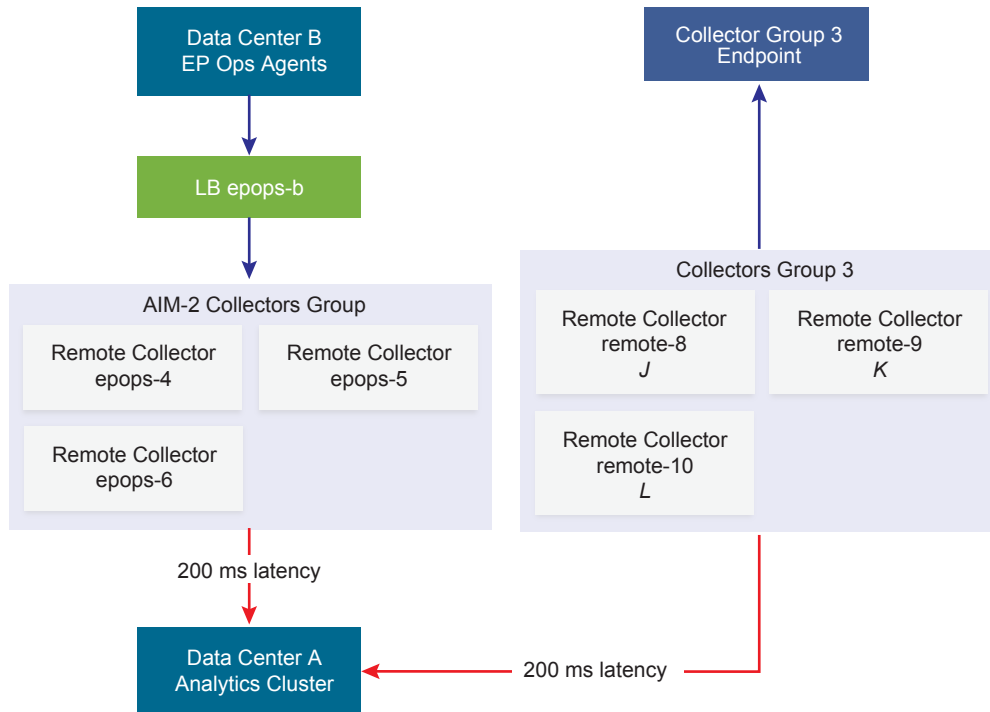 Data Center B
EP Ops Agents
LB epops-b
AIM-2 Collectors Group
Remote Collector
epops-4
Remote Collector
epops-5
Remote Collector
epops-6
200 ms latency
Data Center A
Analytics Cluster
Collector Group 3
Endpoint
Collectors Group 3
Remote Collector
remote-8
J
Remote Collector
remote-9
K
Remote Collector
remote-10
L
200 ms latency